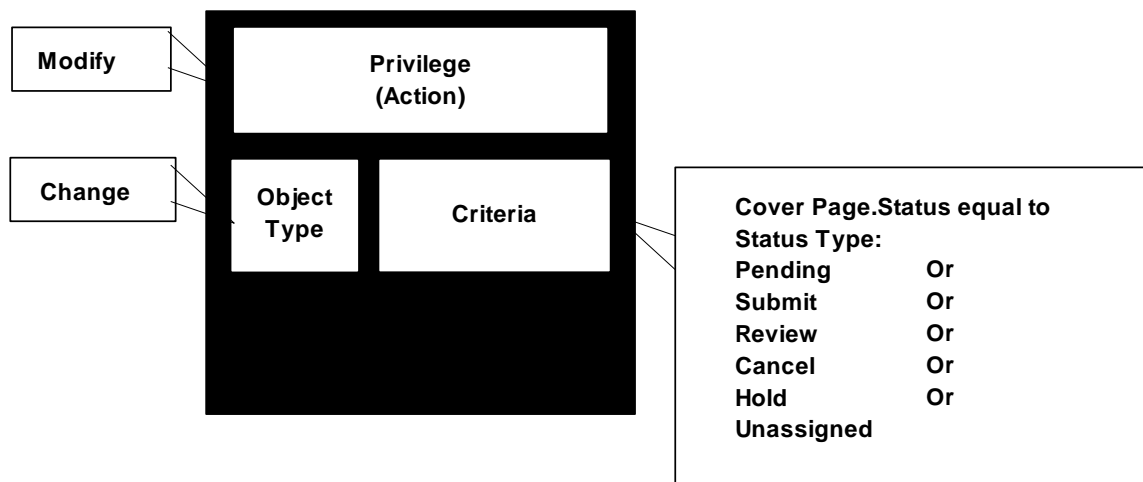 Modify
Privilege
(Action)
Change
Object
Type
Criteria
Cover Page.Status equal to
Status Type:
Pending Or
Submit Or
Review Or
Cancel Or
Hold Or
Unassigned